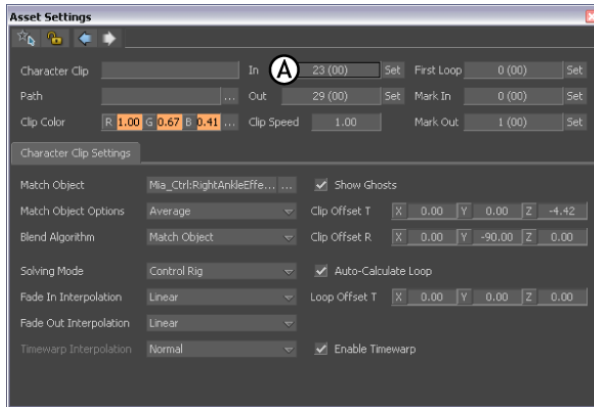 Asset Settings
Character Clip In A 23 (00) Set First Loop 0 (00) Set
Path ... Out 29 (00) Set Mark In 0 (00) Set
Clip Color R 1.00 G 0.67 B 0.41 ... Clip Speed 1.00 Mark Out 1 (00) Set
Character Clip Settings
Match Object Mia_Ctrl:RightAnkleEffe... ... Show Ghosts
Match Object Options Average Clip Offset T X 0.00 Y 0.00 Z -4.42
Blend Algorithm Match Object Clip Offset R X 0.00 Y -90.00 Z 0.00
Solving Mode Control Rig Auto-Calculate Loop
Fade In Interpolation Linear Loop Offset T X 0.00 Y 0.00 Z 0.00
Fade Out Interpolation Linear
Timewarp Interpolation Normal Enable Timewarp